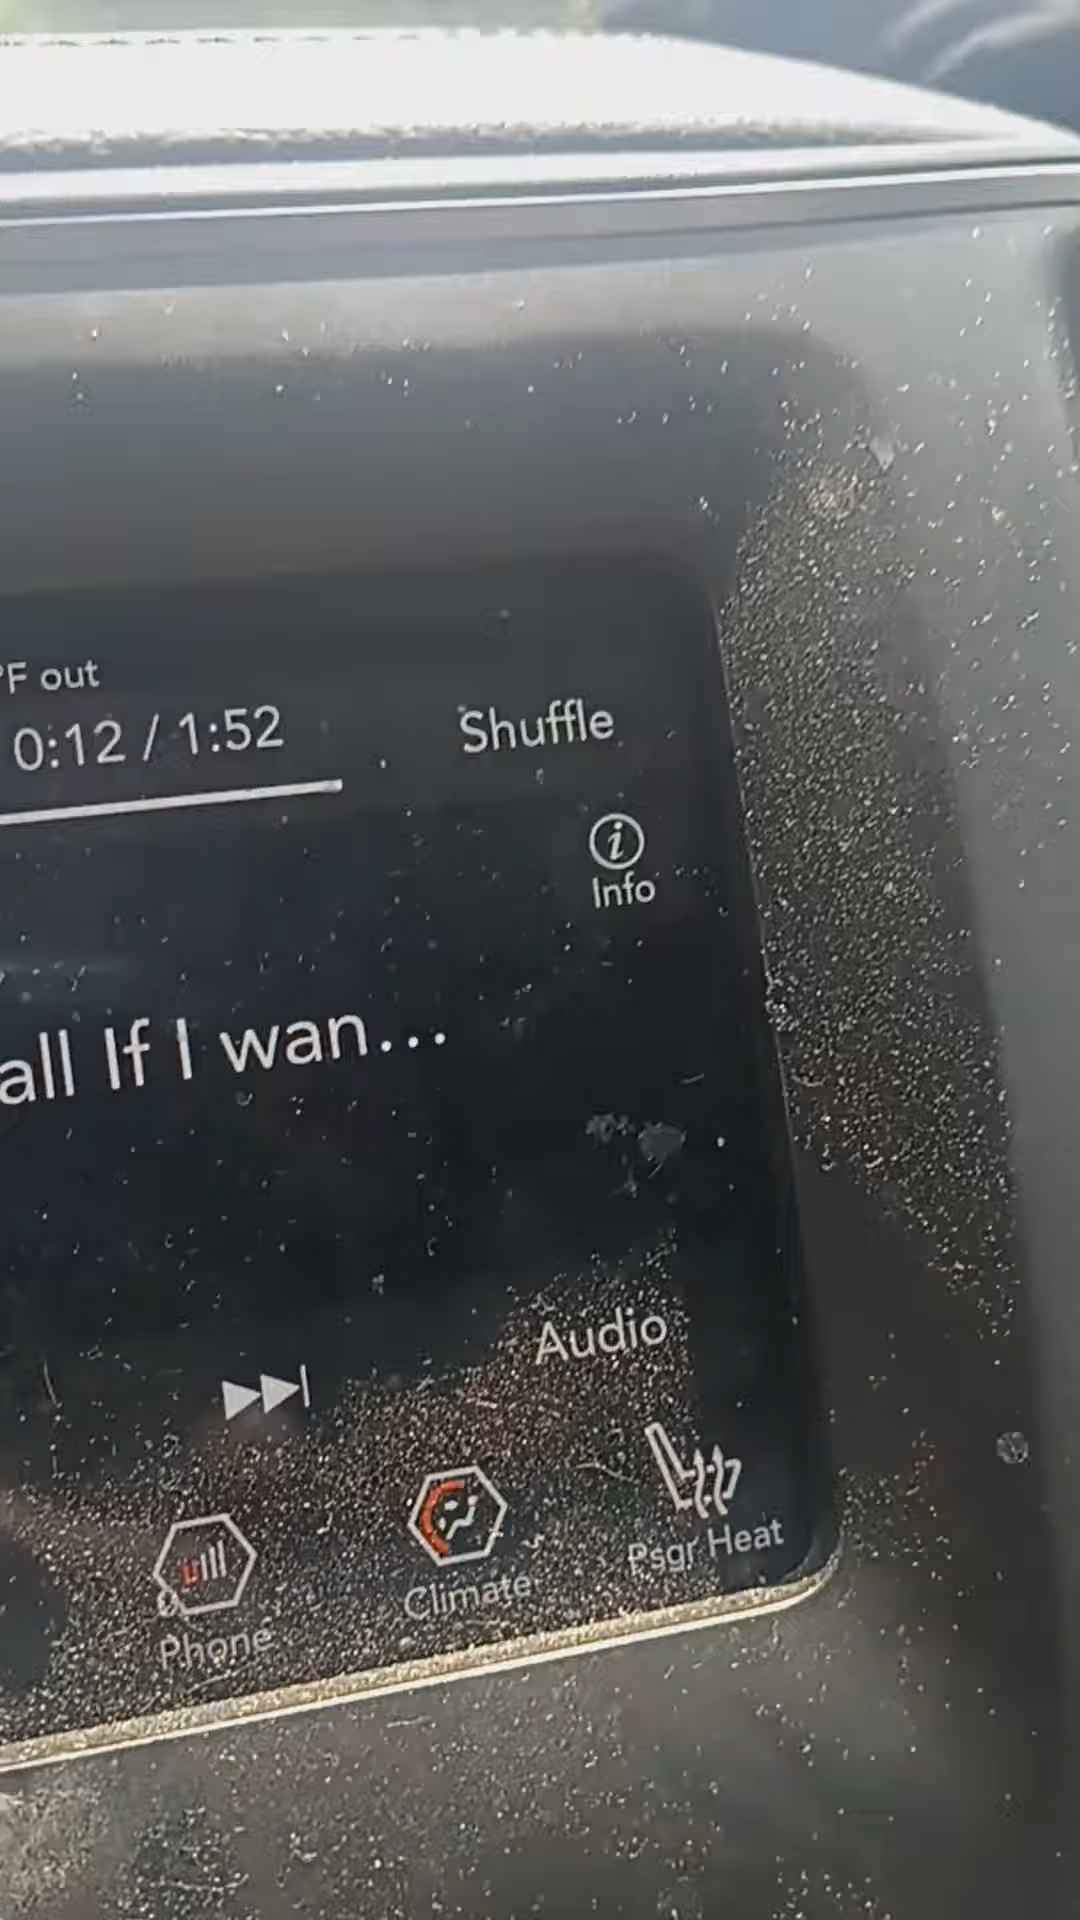 °F out
0:12 / 1:52
Shuffle
Info
all If I wan...
Audio
Phone
Climate
Psgr Heat